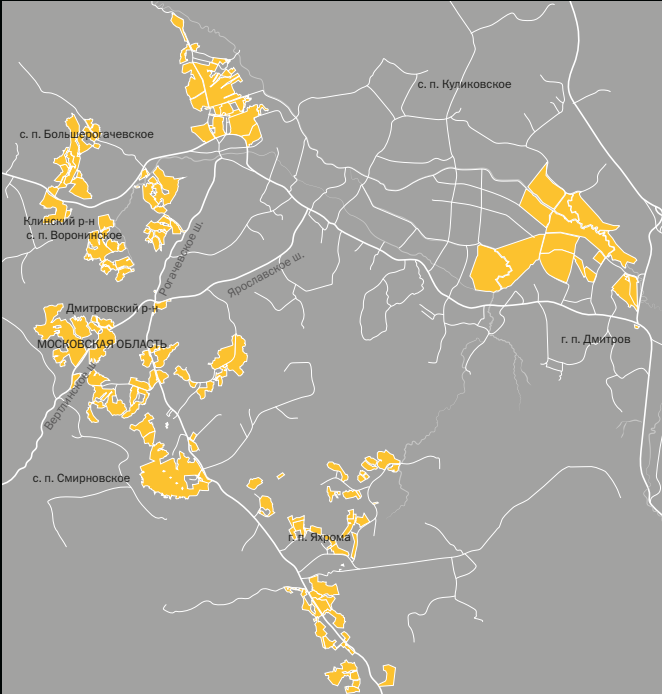 с. п. Куликовское
с. п. Большерогачевское
Клинский р-н
с. п. Воронинское
Рогачевское ш.
Ярославское ш.
Дмитровский р-н
МОСКОВСКАЯ ОБЛАСТЬ
г. п. Дмитров
Вертлинское ш.
с. п. Смирновское
г. п. Яхрома